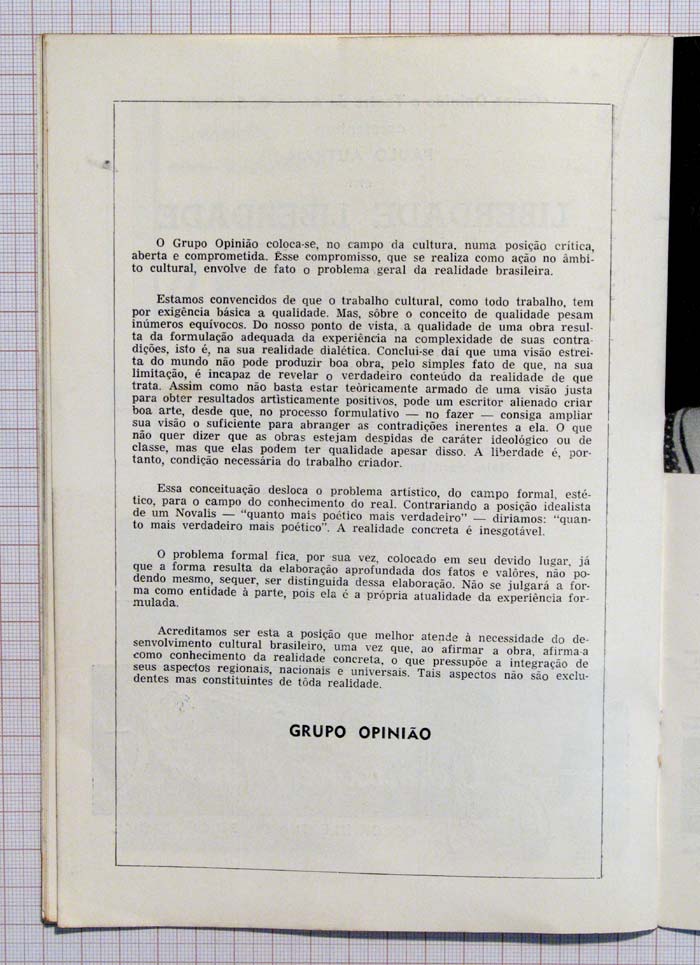 O Grupo Opinião coloca-se, no campo da cultura, numa posição crítica,
aberta e comprometida. Êsse compromisso, que se realiza como ação no âmbi-
to cultural, envolve de fato o problema geral da realidade brasileira.
Estamos convencidos de que o trabalho cultural, como todo trabalho, tem
por exigência básica a qualidade. Mas, sôbre o conceito de qualidade pesam
inúmeros equívocos. Do nosso ponto de vista, a qualidade de uma obra resul-
ta da formulação adequada da experiência na complexidade de suas contra-
dições, isto é, na sua realidade dialética. Conclui-se daí que uma visão estrei-
ta do mundo não pode produzir boa obra, pelo simples fato de que, na sua
limitação, é incapaz de revelar o verdadeiro conteúdo da realidade de que
trata. Assim como não basta estar teòricamente armado de uma visão justa
para obter resultados artìsticamente positivos, pode um escritor alienado criar
boa arte, desde que, no processo formulativo — no fazer — consiga ampliar
sua visão o suficiente para abranger as contradições inerentes a ela. O que
não quer dizer que as obras estejam despidas de caráter ideológico ou de
classe, mas que elas podem ter qualidade apesar disso. A liberdade é, por-
tanto, condição necessária do trabalho criador.
Essa conceituação desloca o problema artístico, do campo formal, esté-
tico, para o campo do conhecimento do real. Contrariando a posição idealista
de um Novalis — "quanto mais poético mais verdadeiro" — diríamos: "quan-
to mais verdadeiro mais poético". A realidade concreta é inesgotável.
O problema formal fica, por sua vez, colocado em seu devido lugar, já
que a forma resulta da elaboração aprofundada dos fatos e valôres, não po-
dendo mesmo, sequer, ser distinguida dessa elaboração. Não se julgará a for-
ma como entidade à parte, pois ela é a própria atualidade da experiência for-
mulada.
Acreditamos ser esta a posição que melhor atende à necessidade do de-
senvolvimento cultural brasileiro, uma vez que, ao afirmar a obra, afirma-a
como conhecimento da realidade concreta, o que pressupõe a integração de
seus aspectos regionais, nacionais e universais. Tais aspectos não são exclu-
dentes mas constituintes de tôda realidade.
GRUPO OPINIÃO
LIBERDADE LIBERDADE